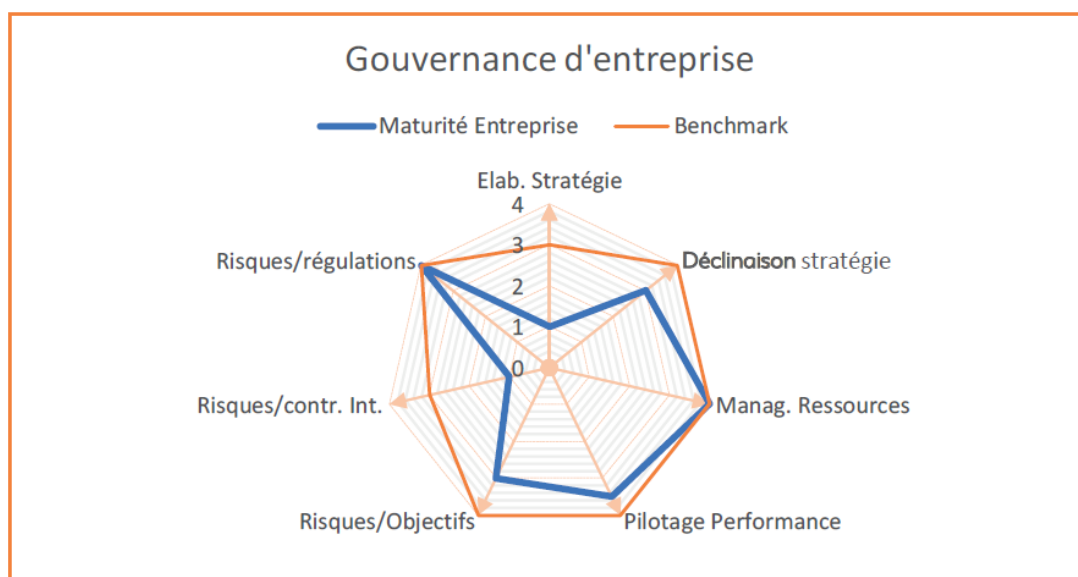 Gouvernance d'entreprise
Maturité Entreprise Benchmark
Elab. Stratégie
4
Risques/régulations 3 Déclinaison stratégie
2
1
0
Risques/contr. Int. Manag. Ressources
Risques/Objectifs Pilotage Performance